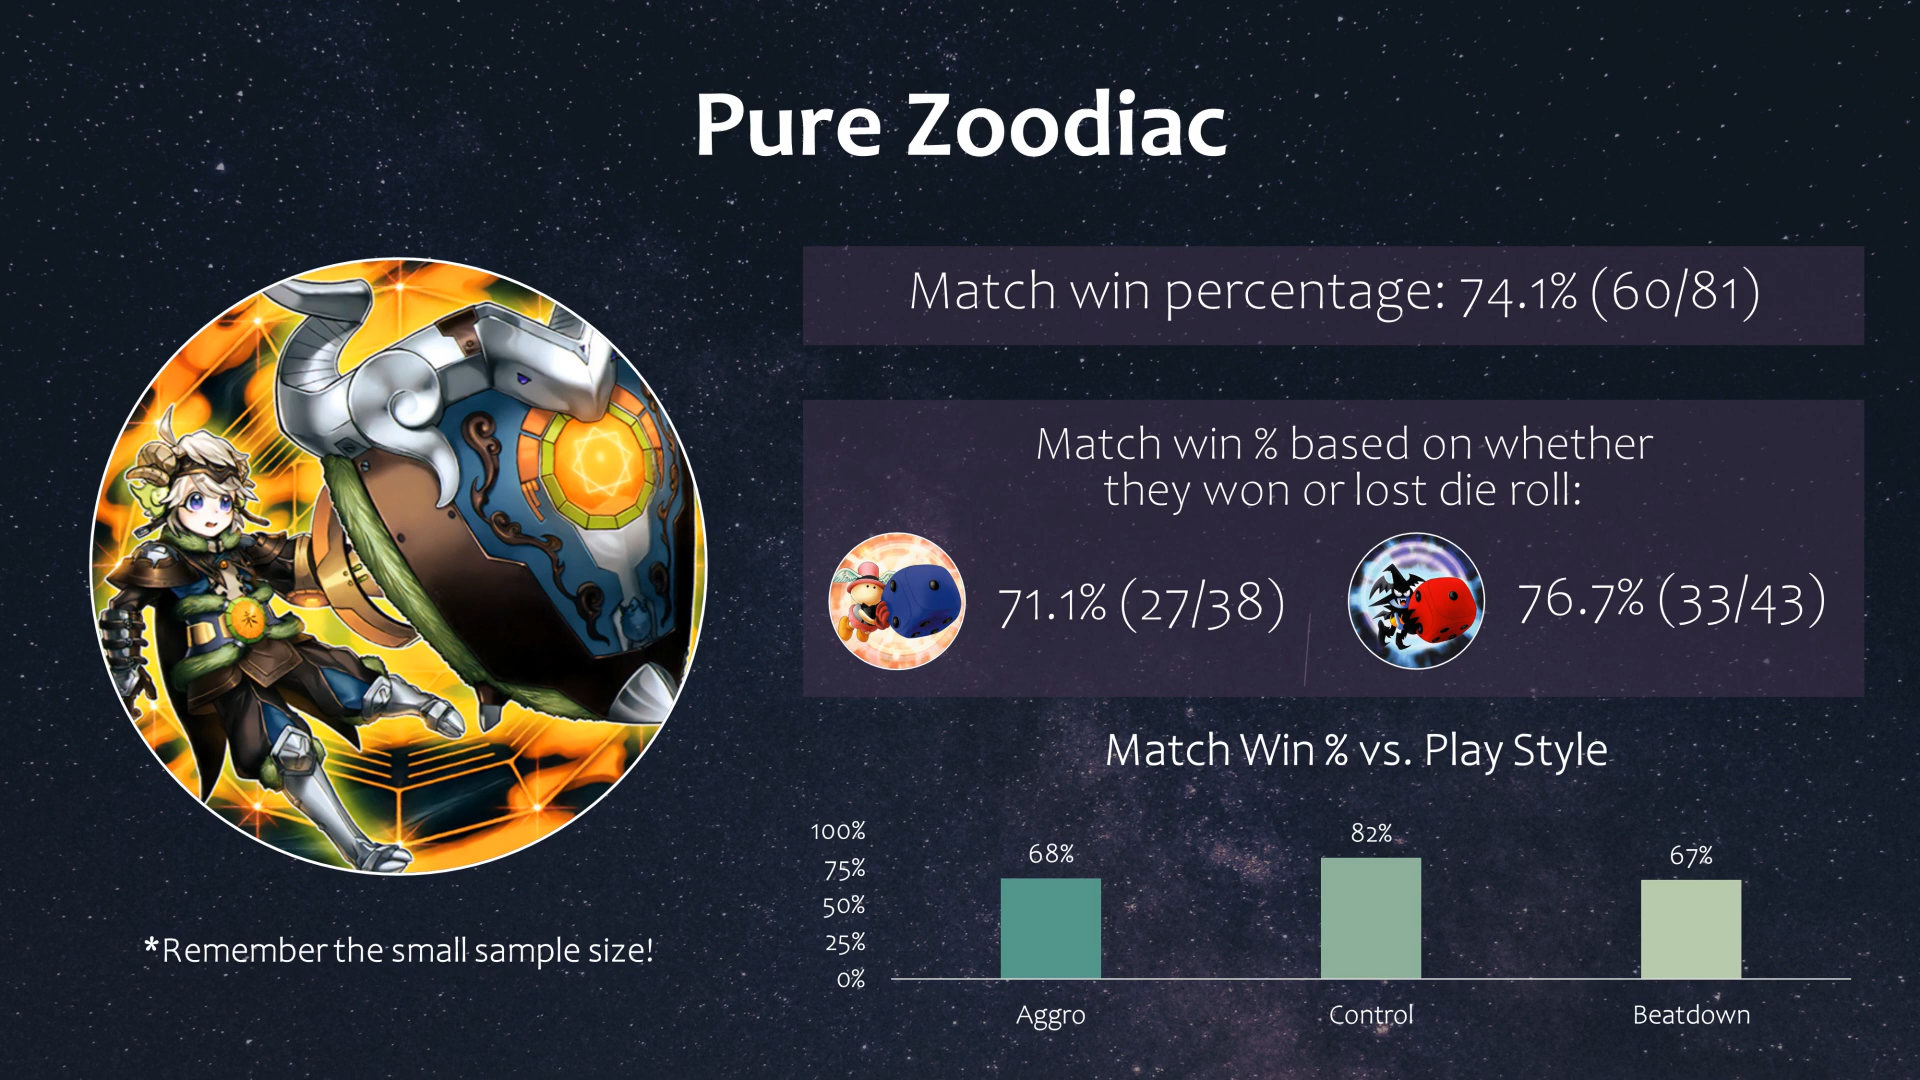 Pure Zoodiac
Match win percentage: 74.1% (60/81)
Match win % based on whether
they won or lost die roll:
71.1% (27/38)
76.7% (33/43)
*Remember the small sample size!
Match Win % vs. Play Style
100%
75%
50%
25%
0%
68%
82%
67%
Aggro
Control
Beatdown